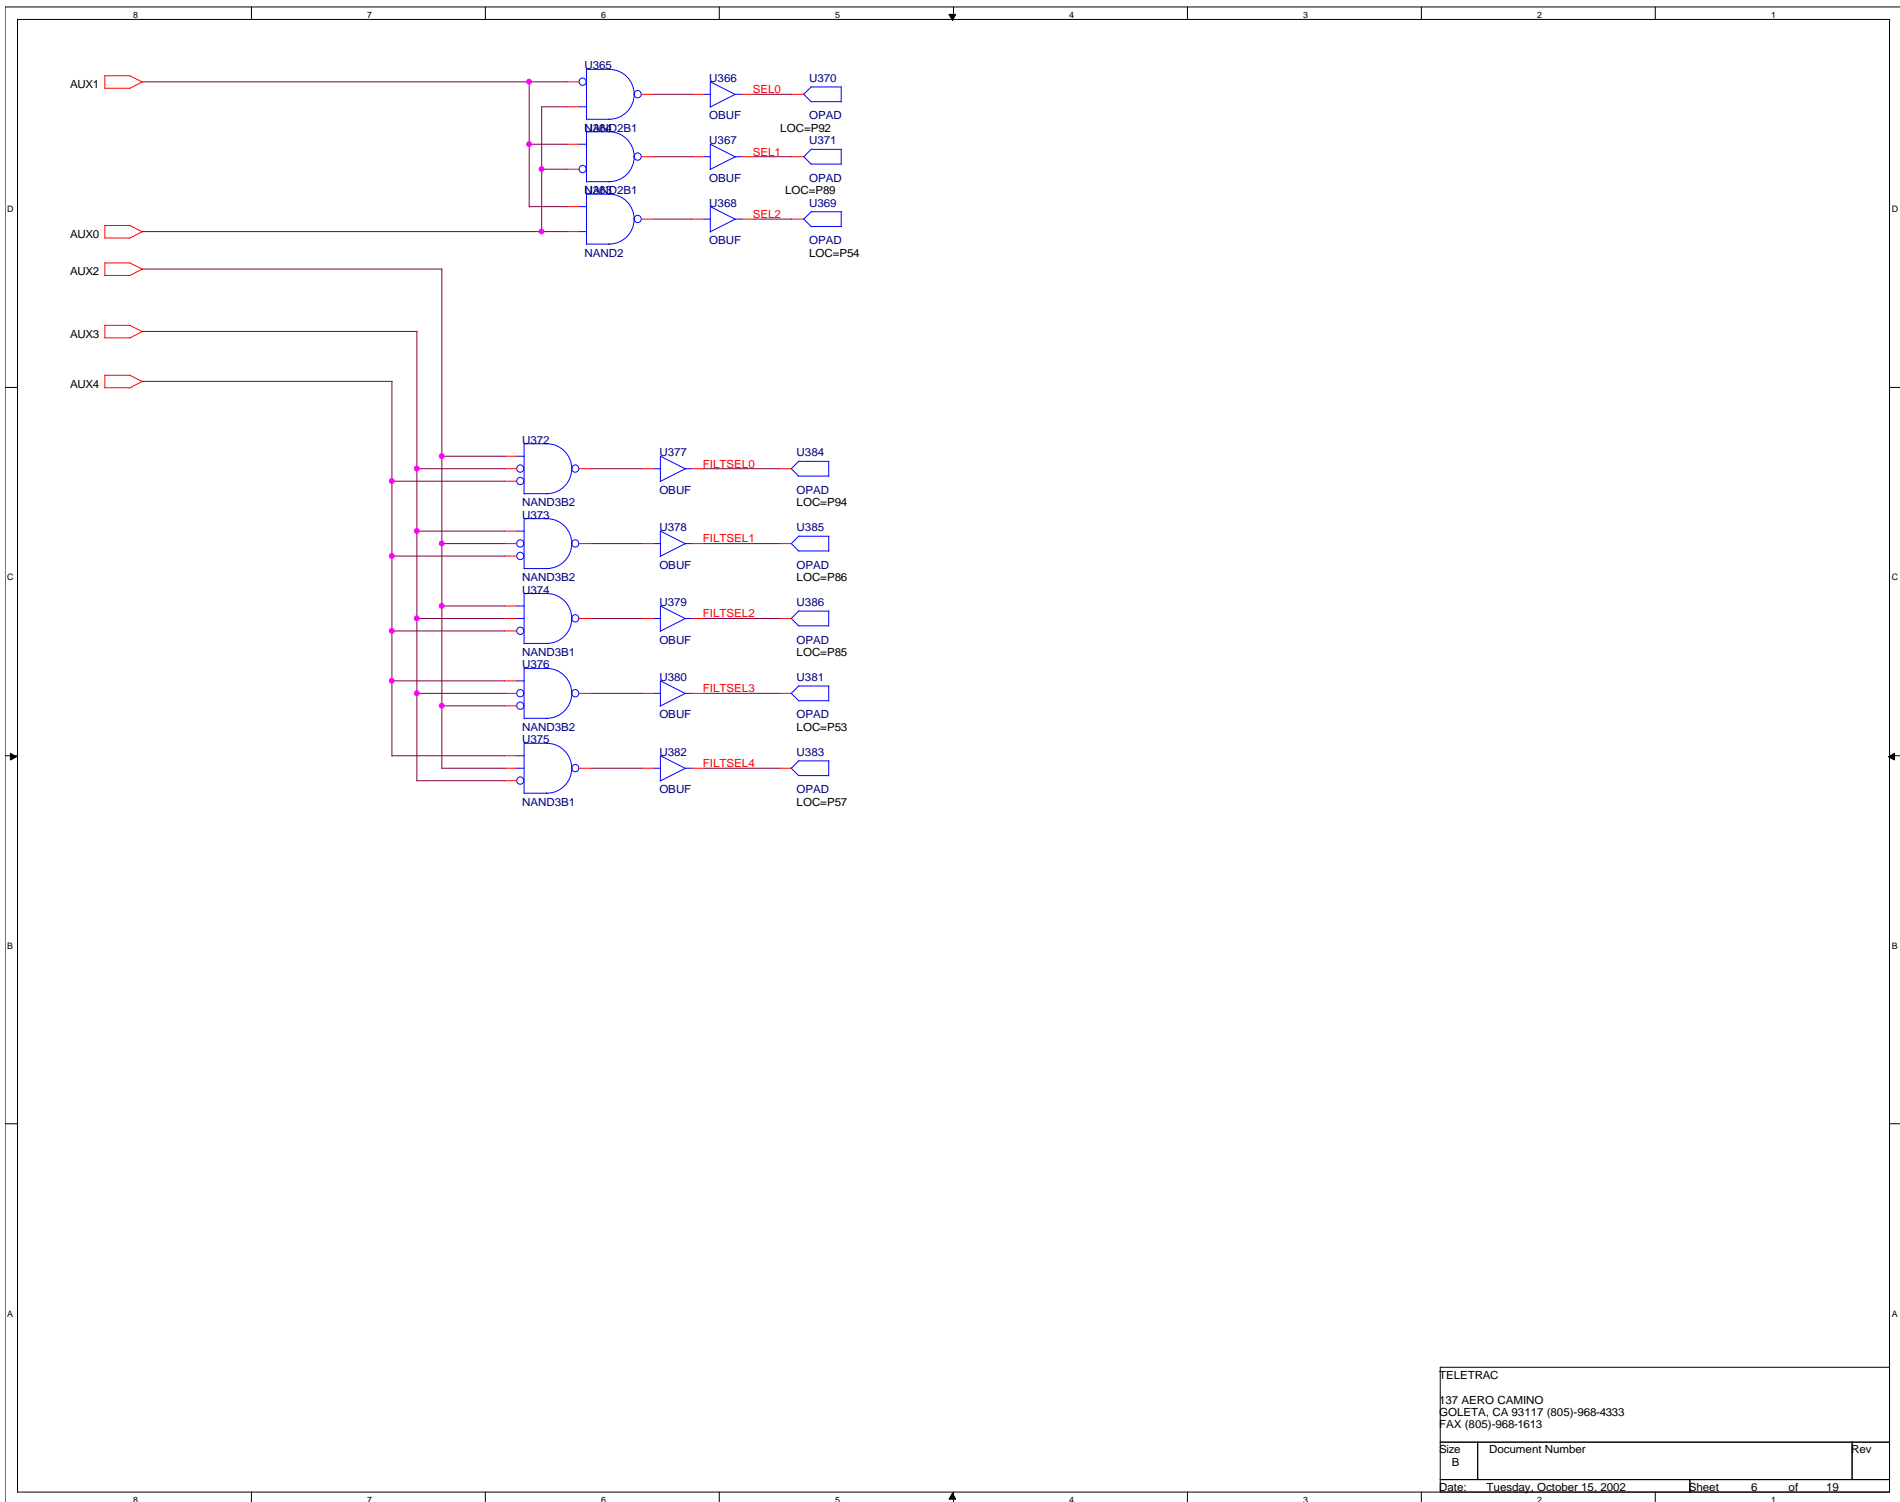 8 7 6 5 4 3 2 1
AUX1
U365
U366
SEL0
U370
OBUF
OPAD
NAND2B1
LOC=P92
U367
SEL1
U371
OBUF
OPAD
NAND2B1
LOC=P89
D
U368
SEL2
U369
D
AUX0
OBUF
OPAD
NAND2
LOC=P54
AUX2
AUX3
AUX4
U372
U377
FILTSEL0
U384
OBUF
OPAD
NAND3B2
LOC=P94
U373
U378
FILTSEL1
U385
OBUF
OPAD
C
NAND3B2
LOC=P86
C
U374
U379
FILTSEL2
U386
OBUF
OPAD
NAND3B1
LOC=P85
U376
U380
FILTSEL3
U381
OBUF
OPAD
NAND3B2
LOC=P53
U375
U382
FILTSEL4
U383
OBUF
OPAD
NAND3B1
LOC=P57
B
B
A
A
TELETRAC
137 AERO CAMINO
GOLETA, CA 93117 (805)-968-4333
FAX (805)-968-1613
Size Document Number Rev
B
Date: Tuesday, October 15, 2002 Sheet 6 of 19
8 7 6 5 4 3 2 1